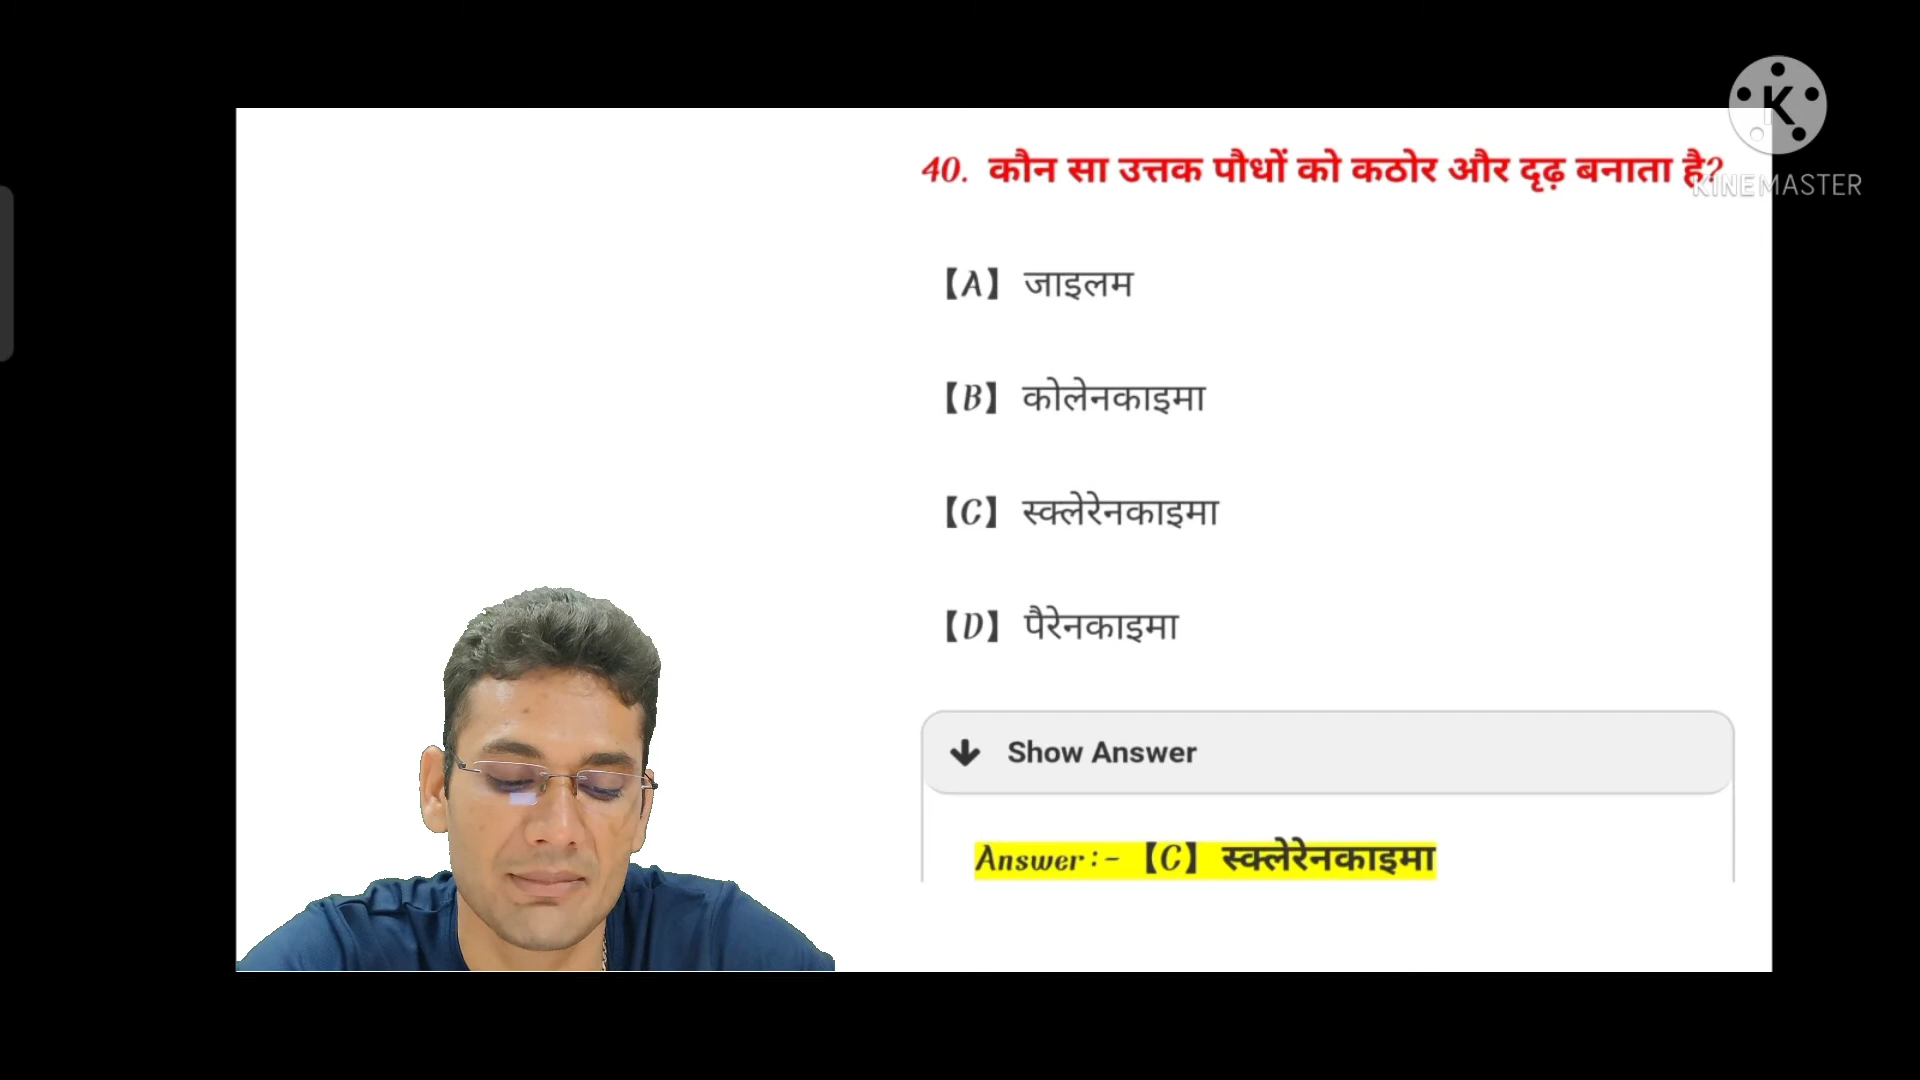 K
KINEMASTER
40. कौन सा उत्तक पौधों को कठोर और दृढ़ बनाता है?
【A】 जाइलम
【B】 कोलेनकाइमा
【C】 स्क्लेरेनकाइमा
【D】 पैरेनकाइमा
Show Answer
Answer :- 【C】 स्क्लेरेनकाइमा